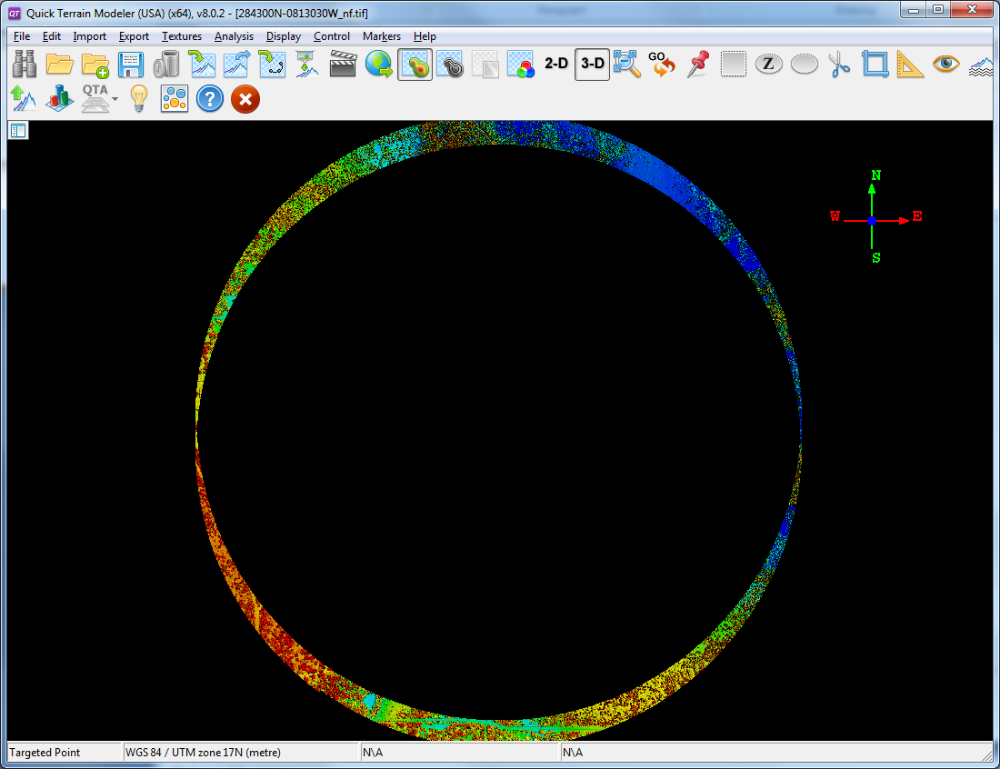 Quick Terrain Modeler (USA) (x64), v8.0.2 - [284300N-0813030W_nf.tif]
File Edit Import Export Textures Analysis Display Control Markers Help
2-D 3-D GO Z
QTA ?
N
W E
S
Targeted Point WGS 84 / UTM zone 17N (metre) N\A N\A